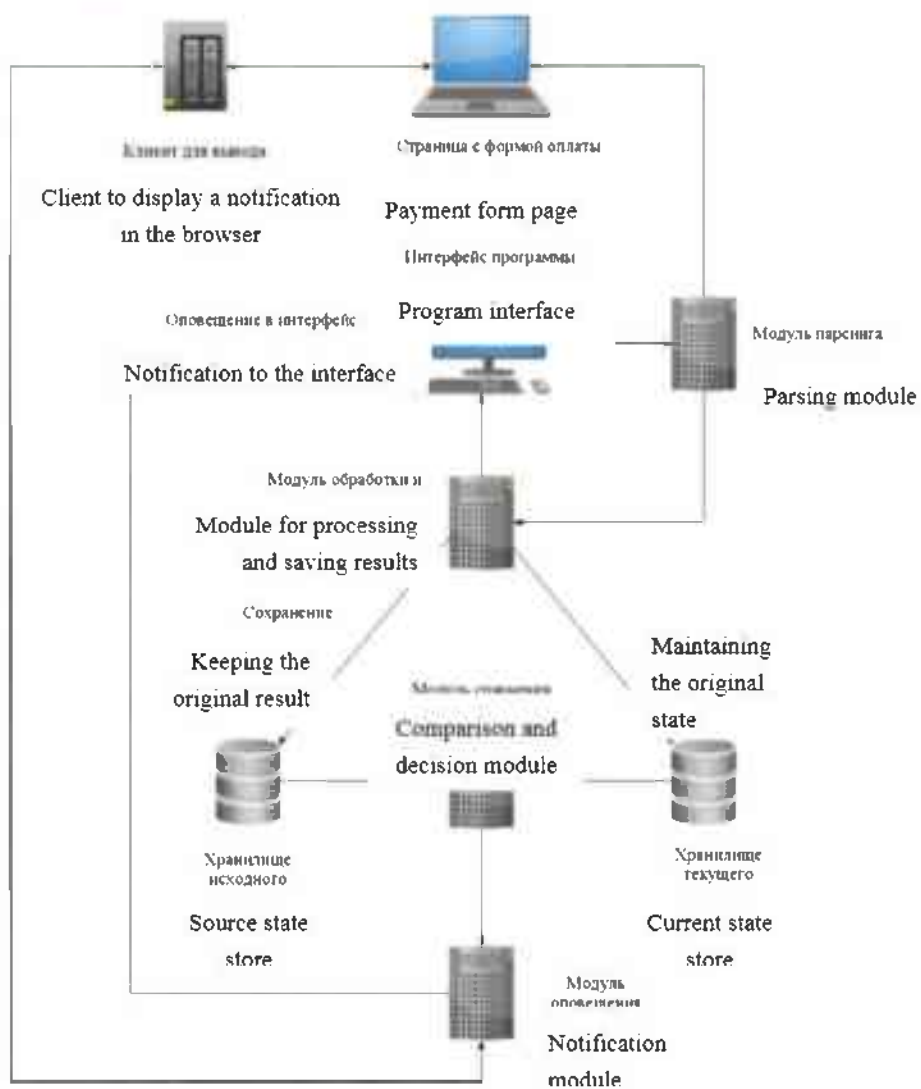 Клиент для вывода
Страница с формой оплаты
Client to display a notification
in the browser
Payment form page
Интерфейс программы
Program interface
Оповещение в интерфейс
Notification to the interface
Модуль парсинга
Parsing module
Модуль обработки и
Module for processing
and saving results
Сохранение
Keeping the
original result
Maintaining
the original
state
Модуль сравнения
Comparison and
decision module
Хранилище
исходного
Source state
store
Хранилище
текущего
Current state
store
Модуль
оповещения
Notification
module